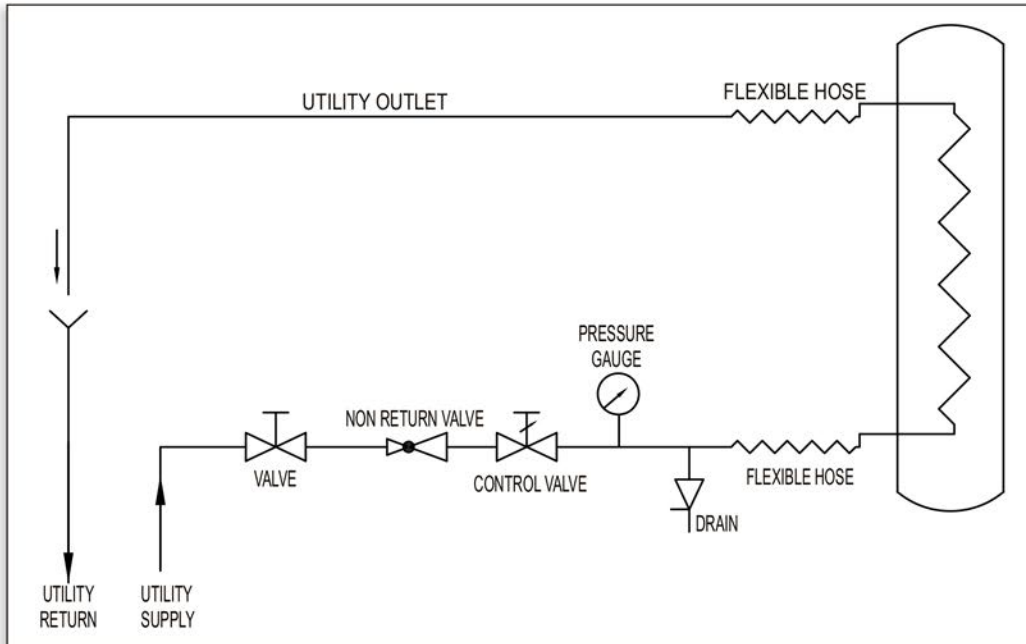 UTILITY OUTLET
FLEXIBLE HOSE
PRESSURE
GAUGE
NON RETURN VALVE
VALVE
CONTROL VALVE
FLEXIBLE HOSE
DRAIN
UTILITY
RETURN
UTILITY
SUPPLY